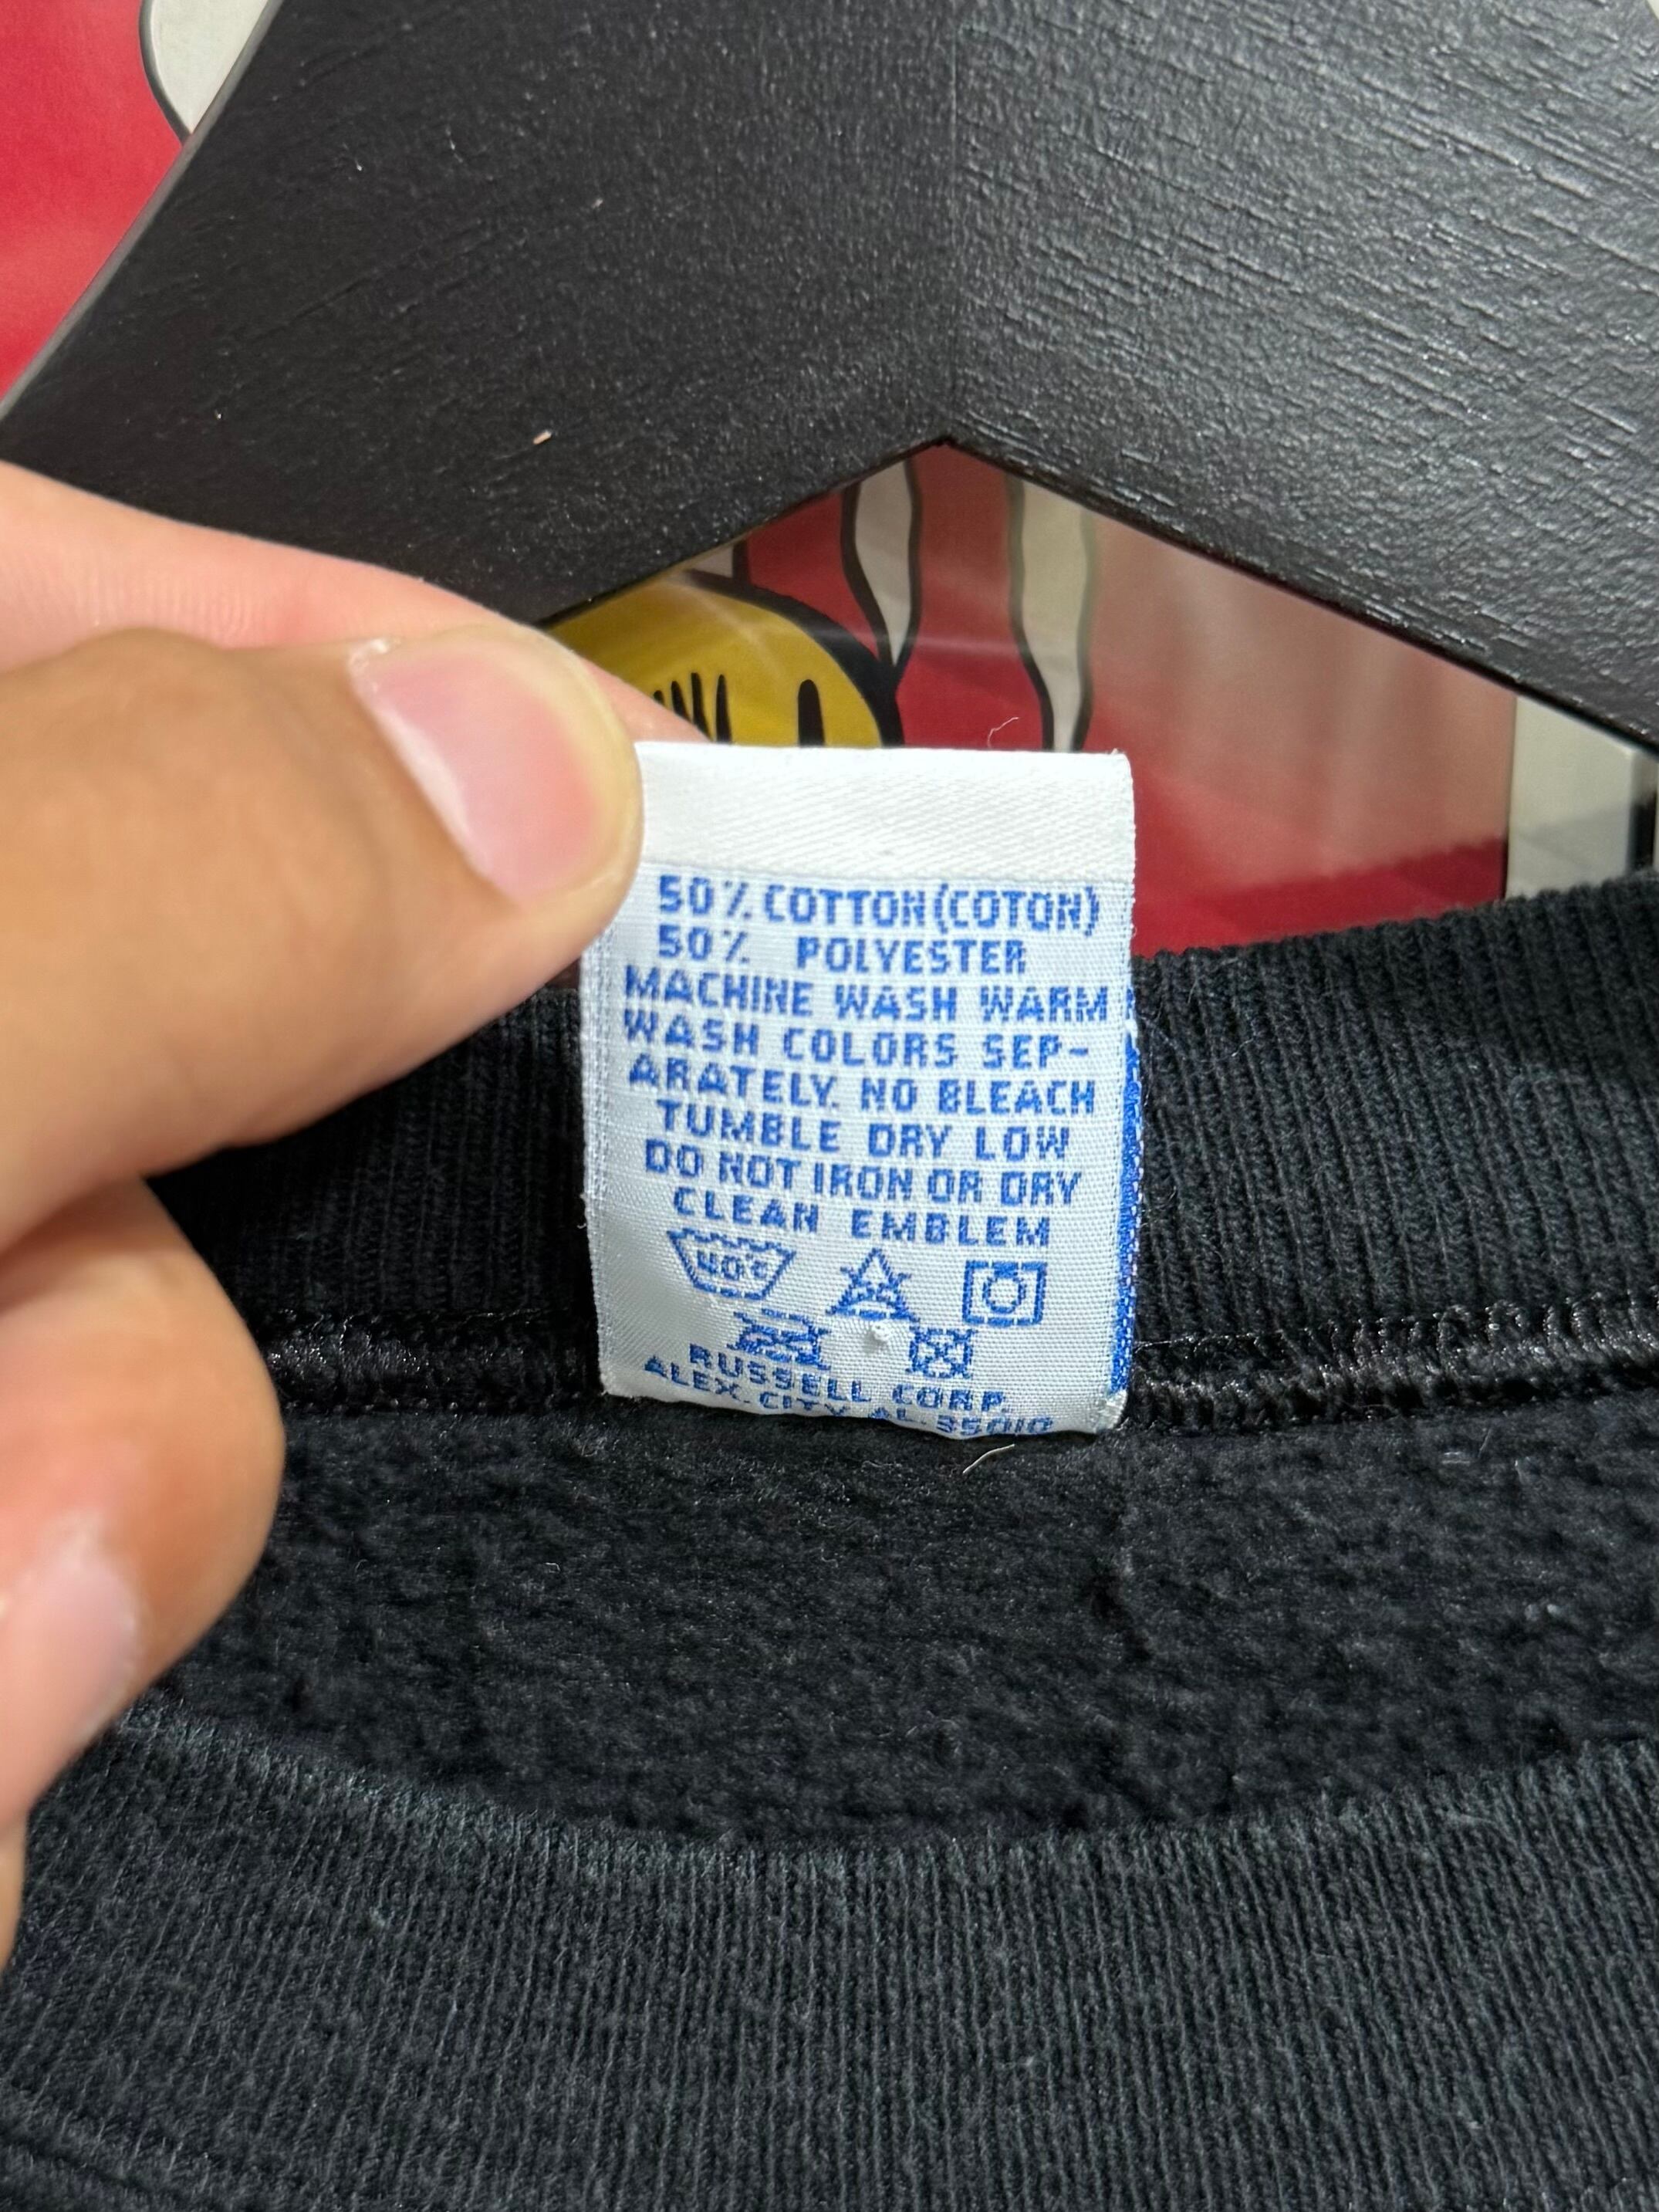 50% COTTON (COTON)
50% POLYESTER
MACHINE WASH WARM
WASH COLORS SEP-
ARATELY. NO BLEACH
TUMBLE DRY LOW
DO NOT IRON OR DRY
CLEAN EMBLEM
40°C
RUSSELL CORP.
ALEX. CITY, AL. 35010